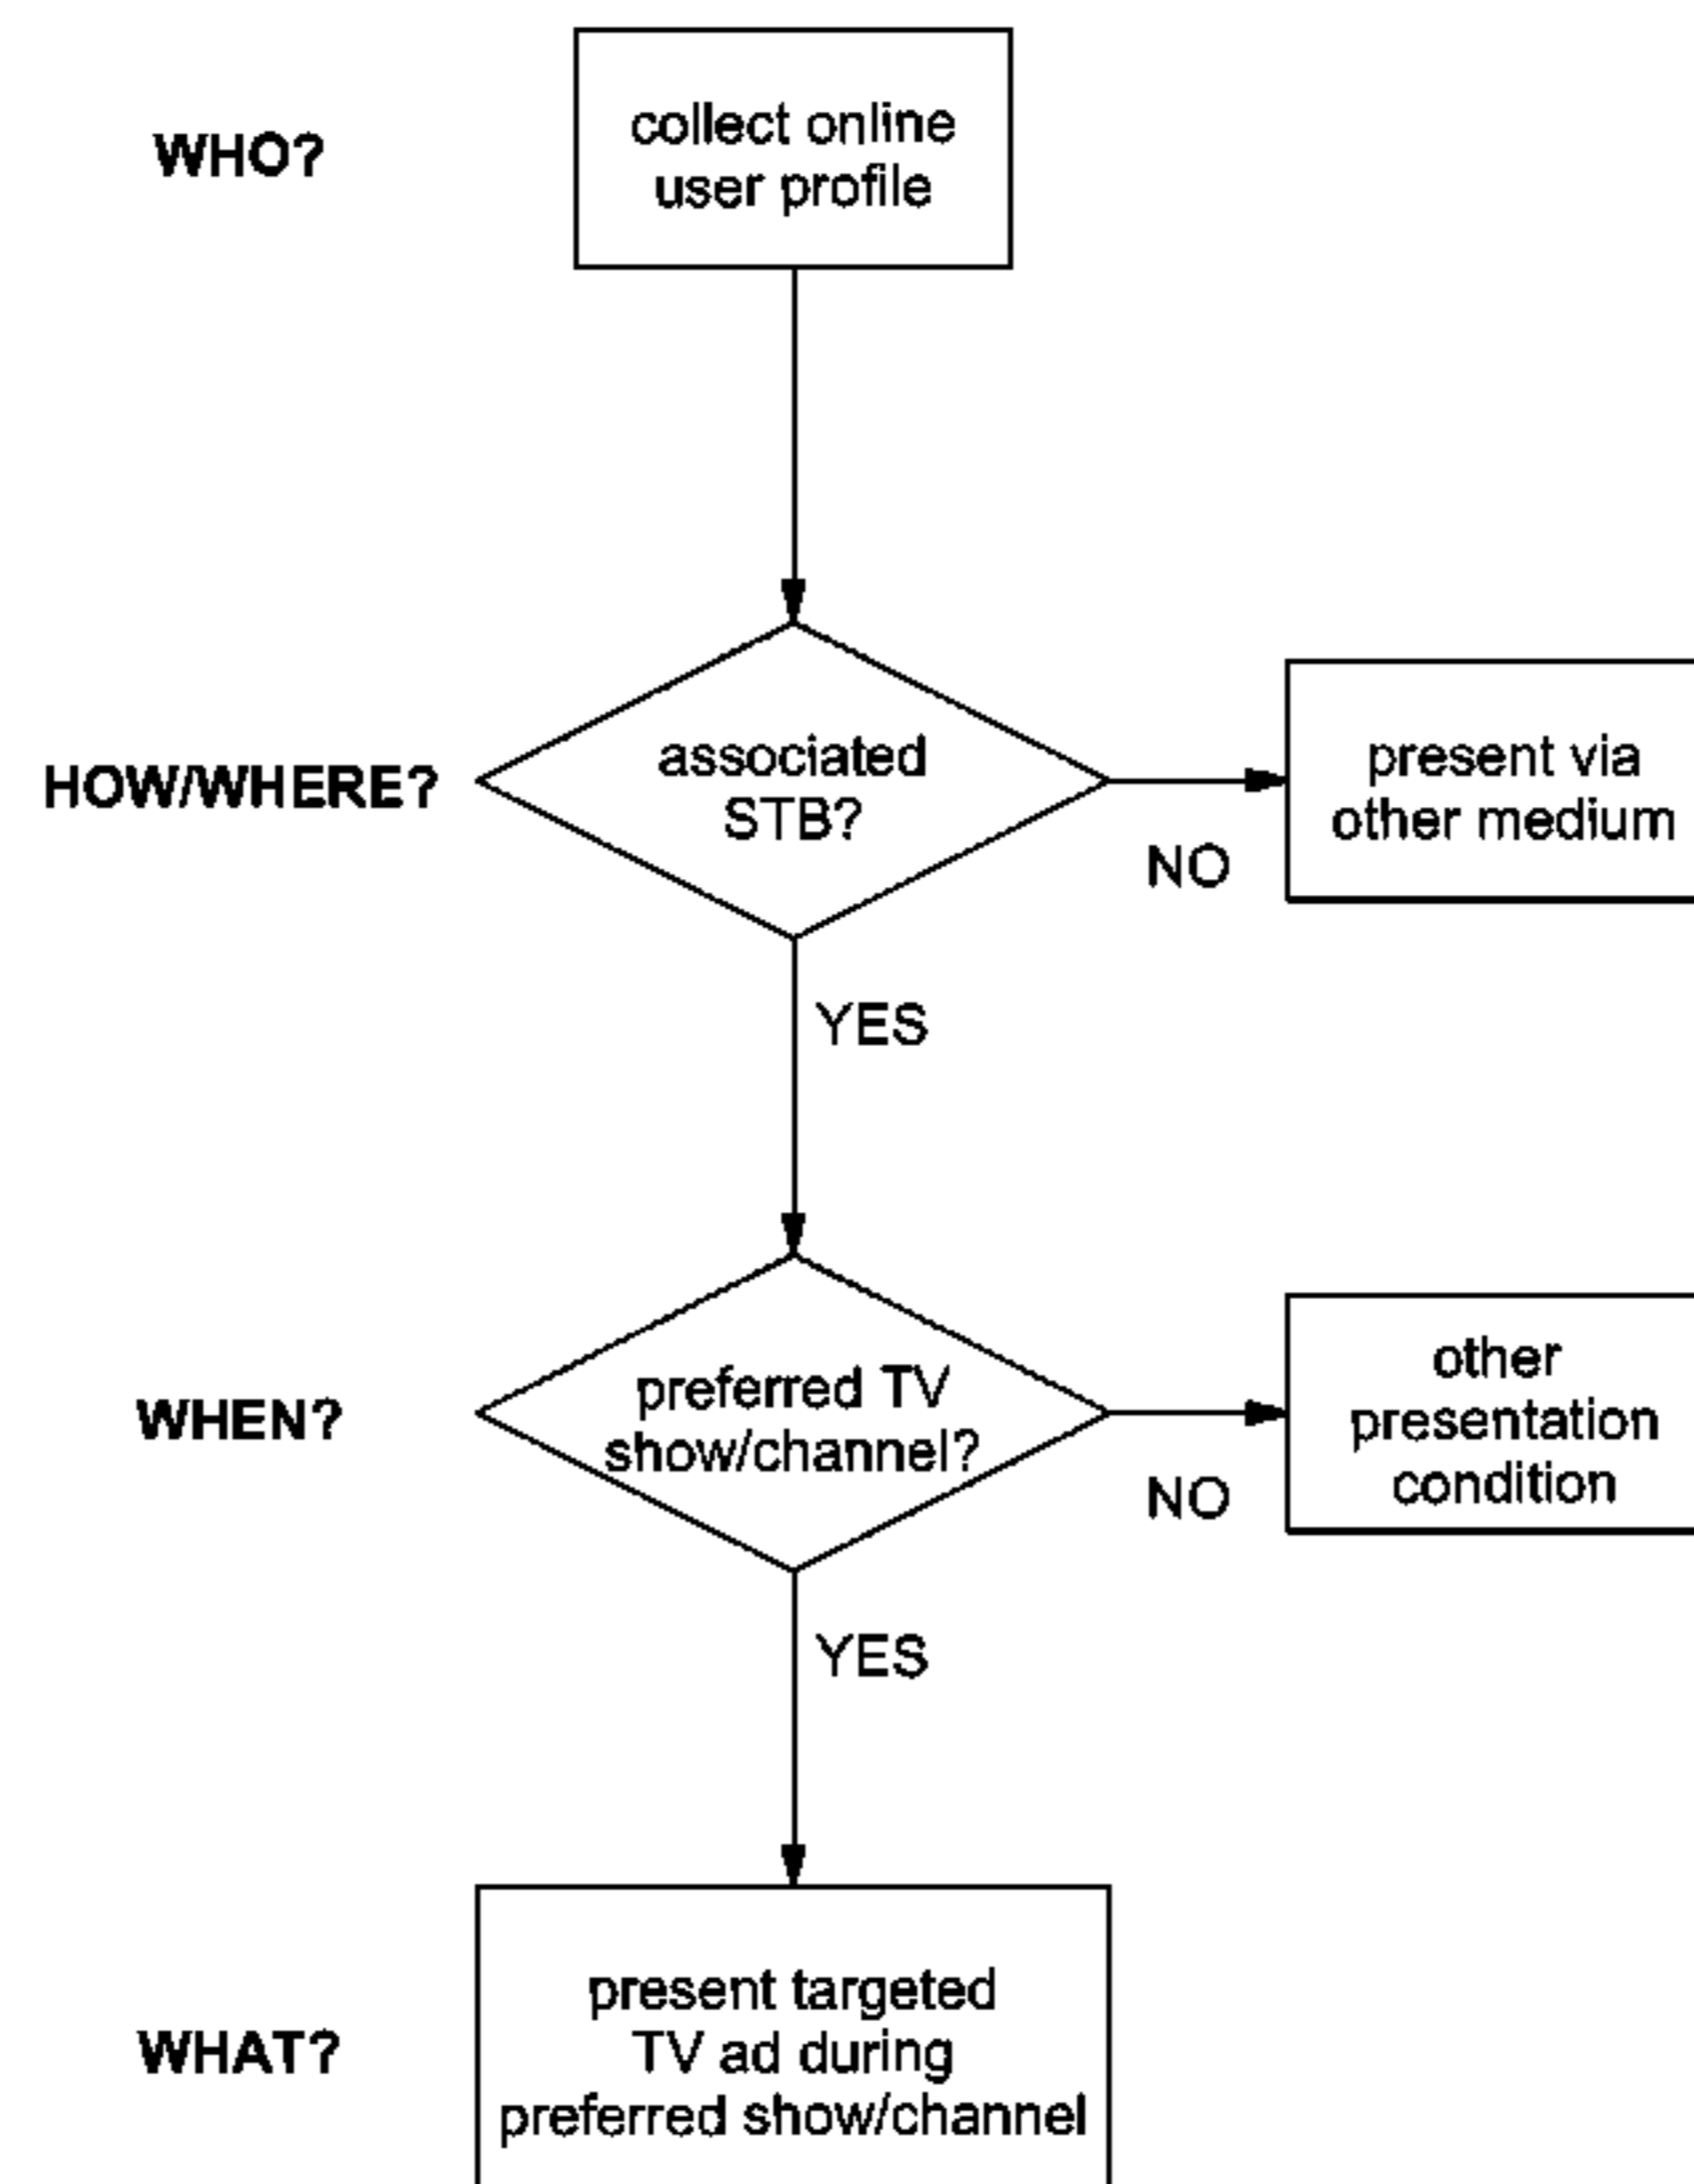 WHO?
collect online
user profile
HOW/WHERE?
associated
STB?
NO
present via
other medium
YES
WHEN?
preferred TV
show/channel?
NO
other
presentation
condition
YES
WHAT?
present targeted
TV ad during
preferred show/channel